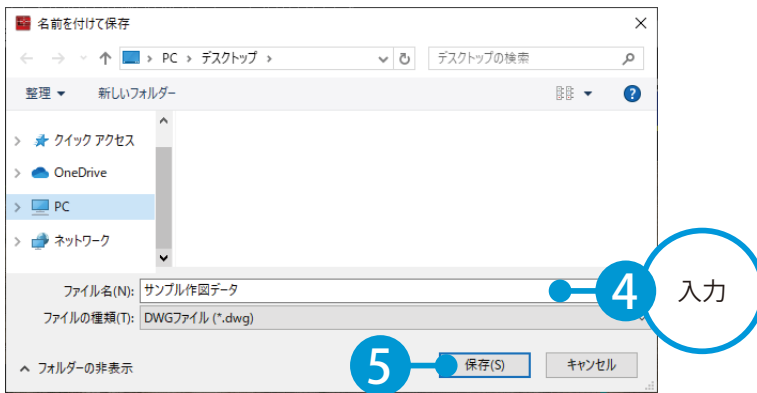 名前を付けて保存
PC › デスクトップ ›
デスクトップの検索
整理 新しいフォルダー
クイック アクセス
OneDrive
PC
ネットワーク
ファイル名(N): サンプル作図データ
4 入力
ファイルの種類(T): DWGファイル (*.dwg)
フォルダーの非表示
5 保存(S) キャンセル